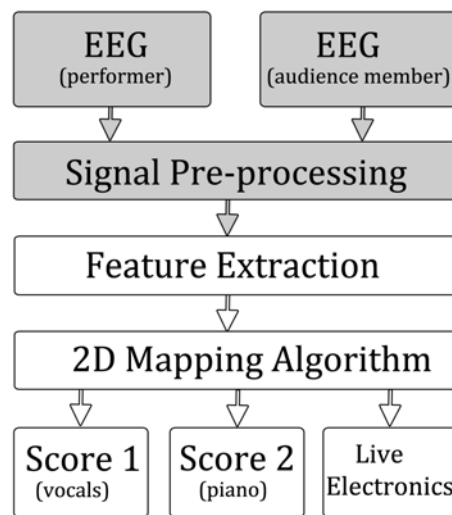 EEG
(performer)
EEG
(audience member)
Signal Pre-processing
Feature Extraction
2D Mapping Algorithm
Score 1
(vocals)
Score 2
(piano)
Live
Electronics